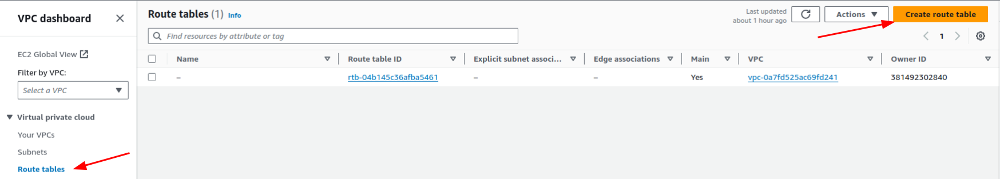 VPC dashboard
EC2 Global View
Filter by VPC:
Select a VPC
Virtual private cloud
Your VPCs
Subnets
Route tables
Route tables (1) Info
Last updated
about 1 hour ago
Actions
Create route table
Find resources by attribute or tag
1
Name Route table ID Explicit subnet associ... Edge associations Main VPC Owner ID
– rtb-04b145c36afba5461 – – Yes vpc-0a7fd525ac69fd241 381492302840